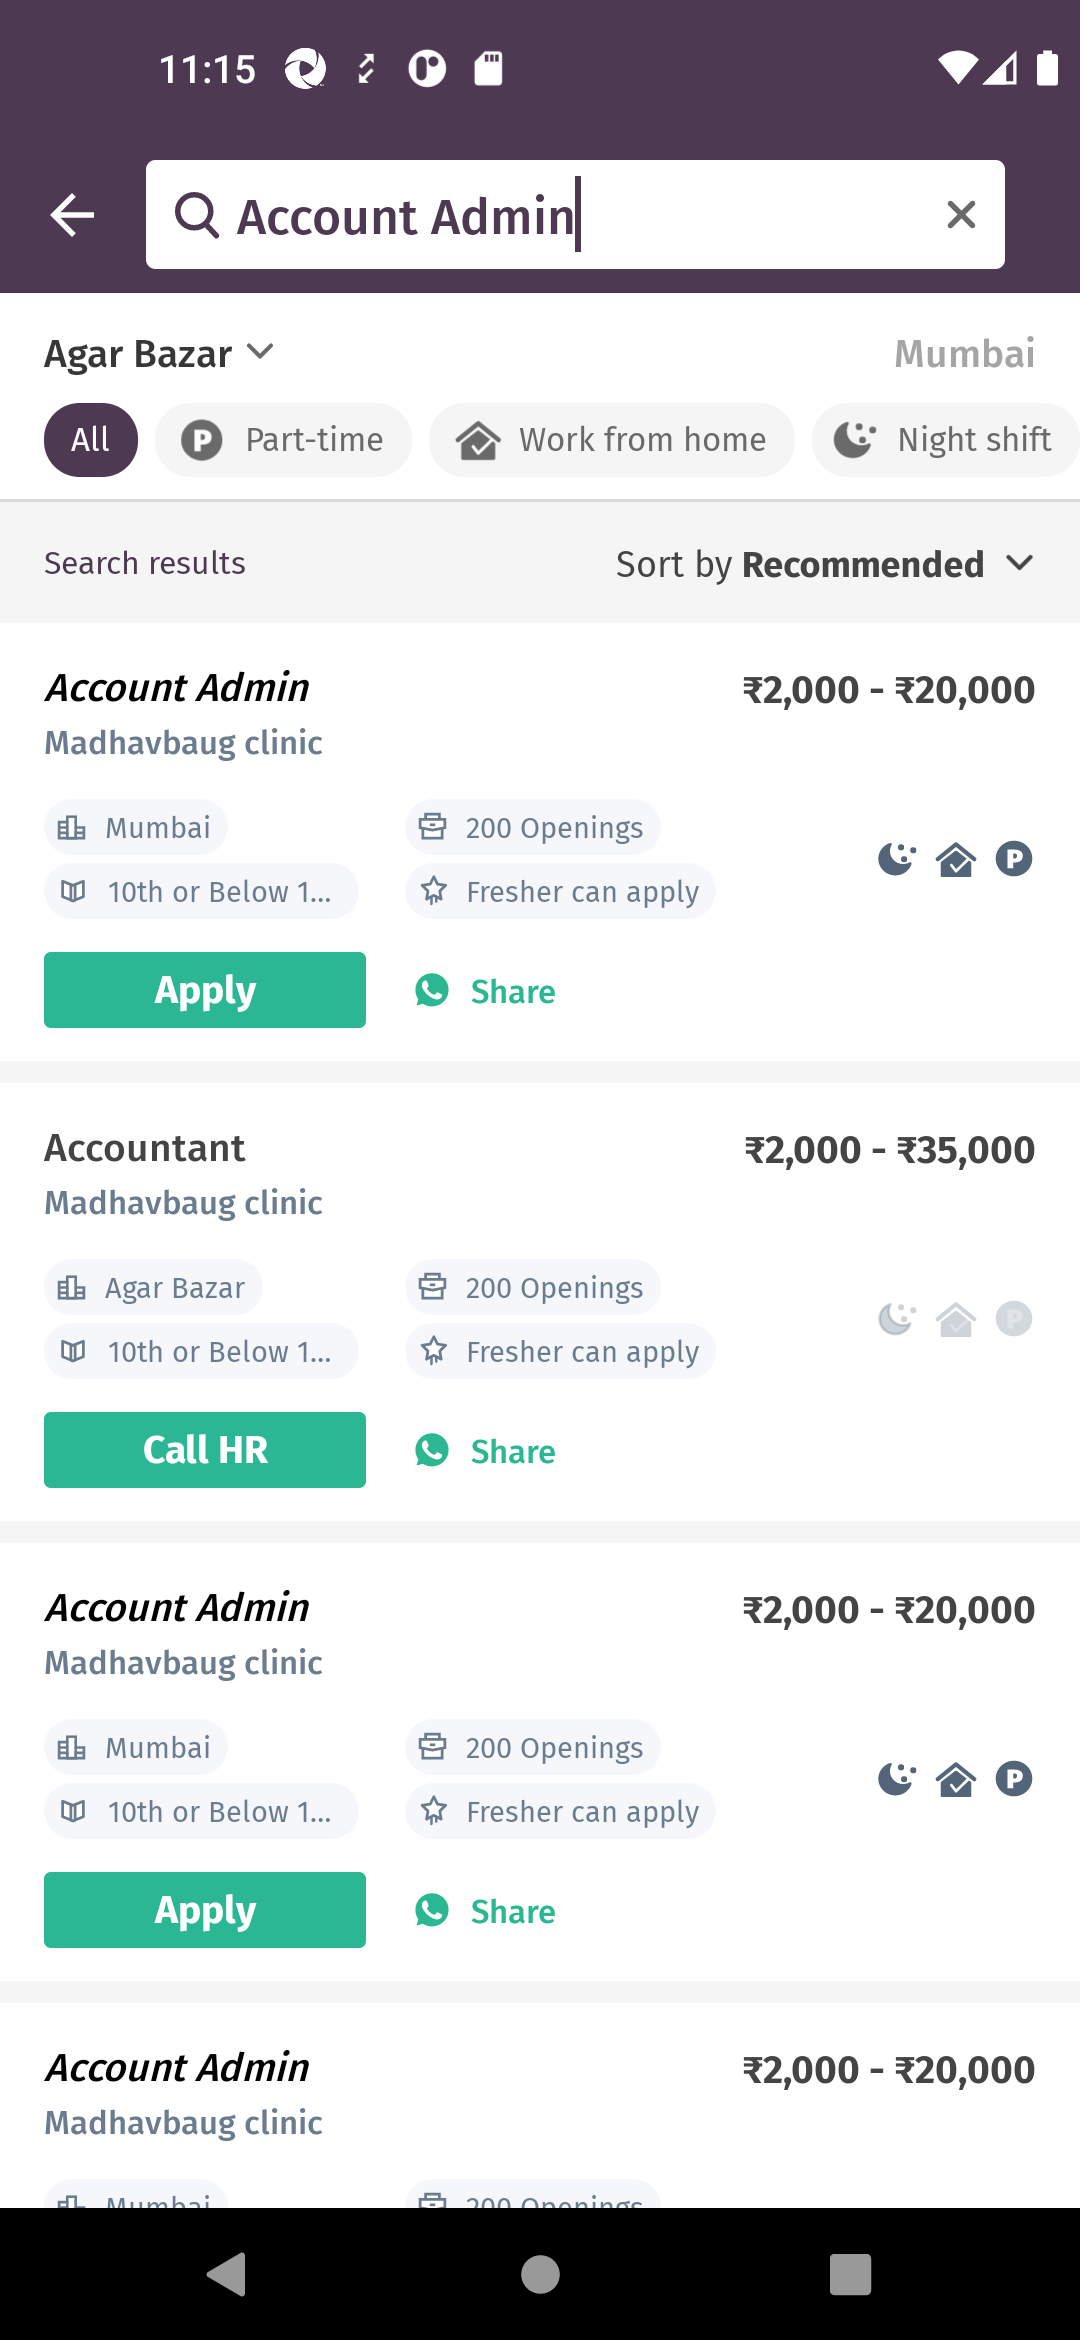 11:15
Account Admin
Agar Bazar
Mumbai
All
Part-time
Work from home
Night shift
Search results
Sort by Recommended
Account Admin
₹2,000 - ₹20,000
Madhavbaug clinic
Mumbai
200 Openings
10th or Below 1...
Fresher can apply
Apply
Share
Accountant
₹2,000 - ₹35,000
Madhavbaug clinic
Agar Bazar
200 Openings
10th or Below 1...
Fresher can apply
Call HR
Share
Account Admin
₹2,000 - ₹20,000
Madhavbaug clinic
Mumbai
200 Openings
10th or Below 1...
Fresher can apply
Apply
Share
Account Admin
₹2,000 - ₹20,000
Madhavbaug clinic
Mumbai
200 Openings